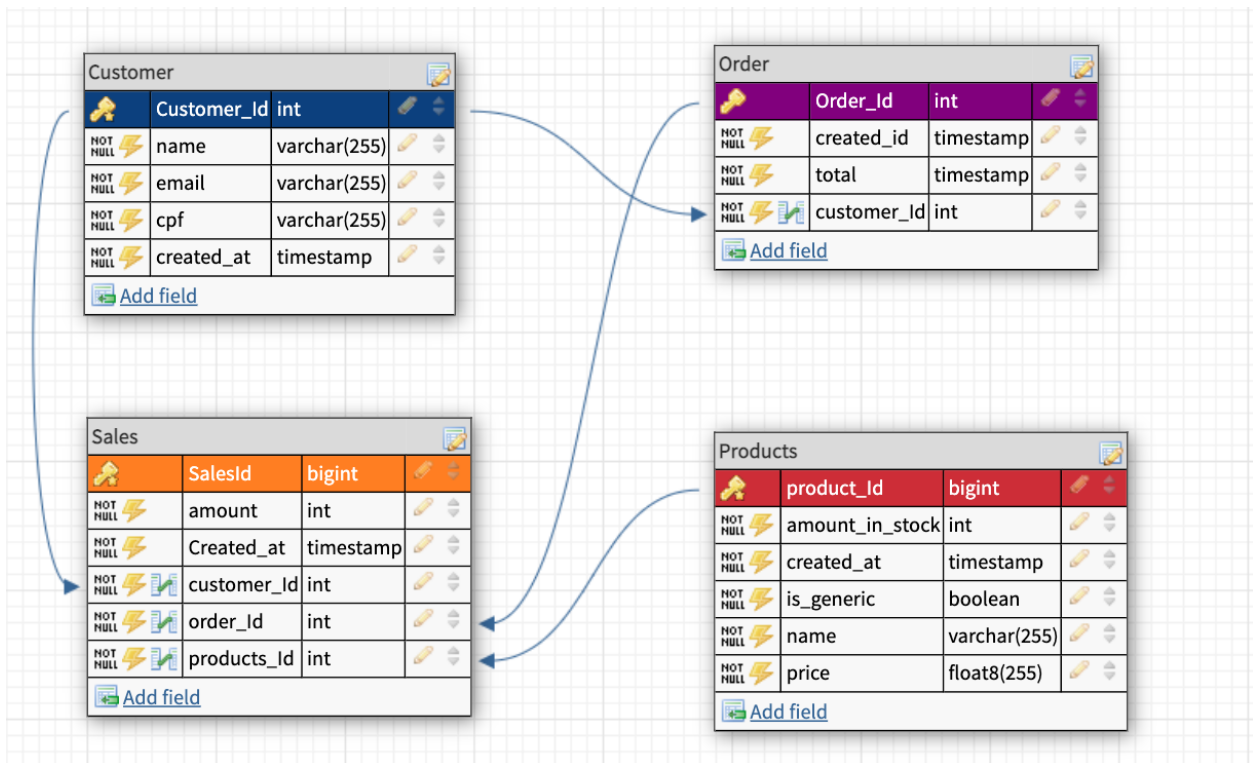 Customer
Customer_Id int
NOT NULL name varchar(255)
NOT NULL email varchar(255)
NOT NULL cpf varchar(255)
NOT NULL created_at timestamp
Add field
Order
Order_Id int
NOT NULL created_id timestamp
NOT NULL total timestamp
NOT NULL customer_Id int
Add field
Sales
SalesId bigint
NOT NULL amount int
NOT NULL Created_at timestamp
NOT NULL customer_Id int
NOT NULL order_Id int
NOT NULL products_Id int
Add field
Products
product_Id bigint
NOT NULL amount_in_stock int
NOT NULL created_at timestamp
NOT NULL is_generic boolean
NOT NULL name varchar(255)
NOT NULL price float8(255)
Add field